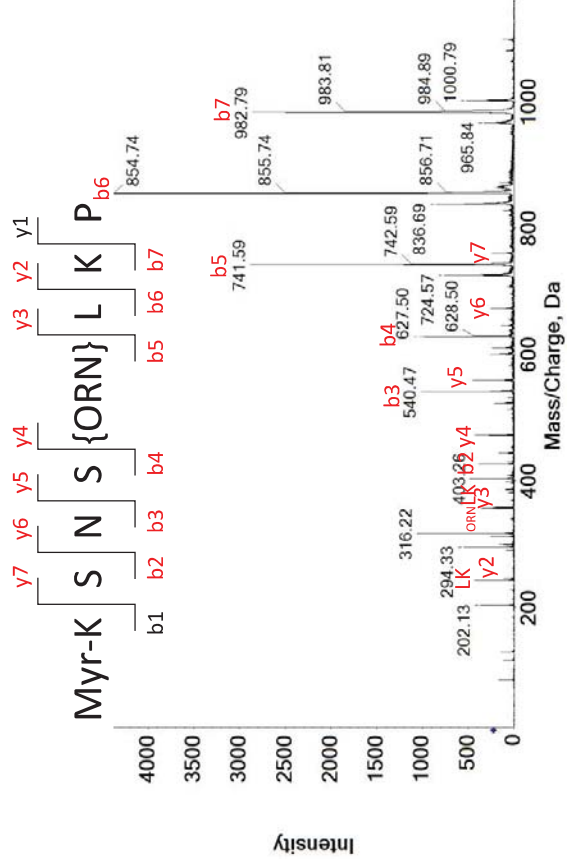 y7 y6 y5 y4 y3 y2 y1
Myr-K S N S {ORN} L K P
b1 b2 b3 b4 b5 b6 b7
4000
3500
3000
2500
2000
1500
1000
500
0
Intensity
200 400 600 800 1000
Mass/Charge, Da
202.13
LK
y2
294.33
316.22
ORNLK
y3
403.26
b2
y4
b3
540.47
y5
b4
627.50
628.50
y6
b5
741.59
724.57
742.59
y7
836.69
b6
854.74
855.74
856.71
965.84
b7
982.79
983.81
984.89
1000.79